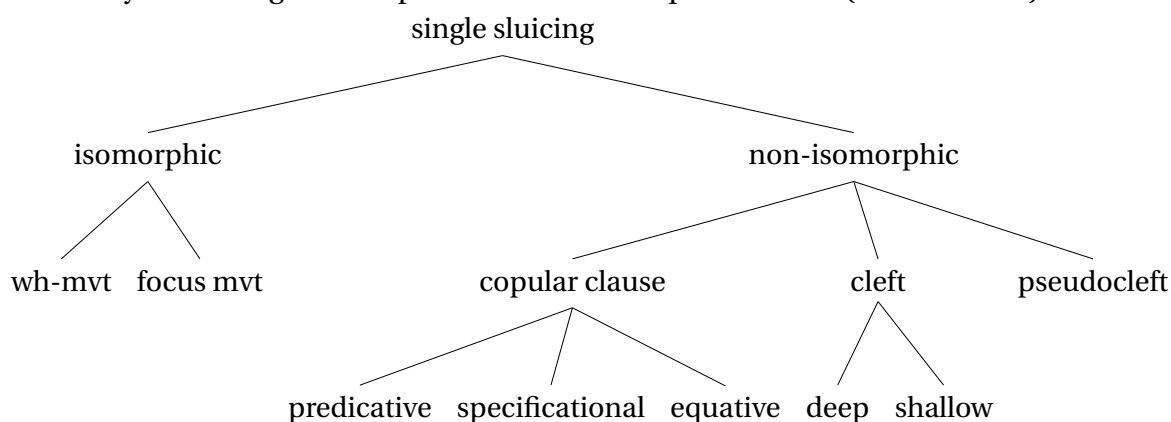 single sluicing
isomorphic non-isomorphic
wh-mvt focus mvt copular clause cleft pseudocleft
predicative specificational equative deep shallow